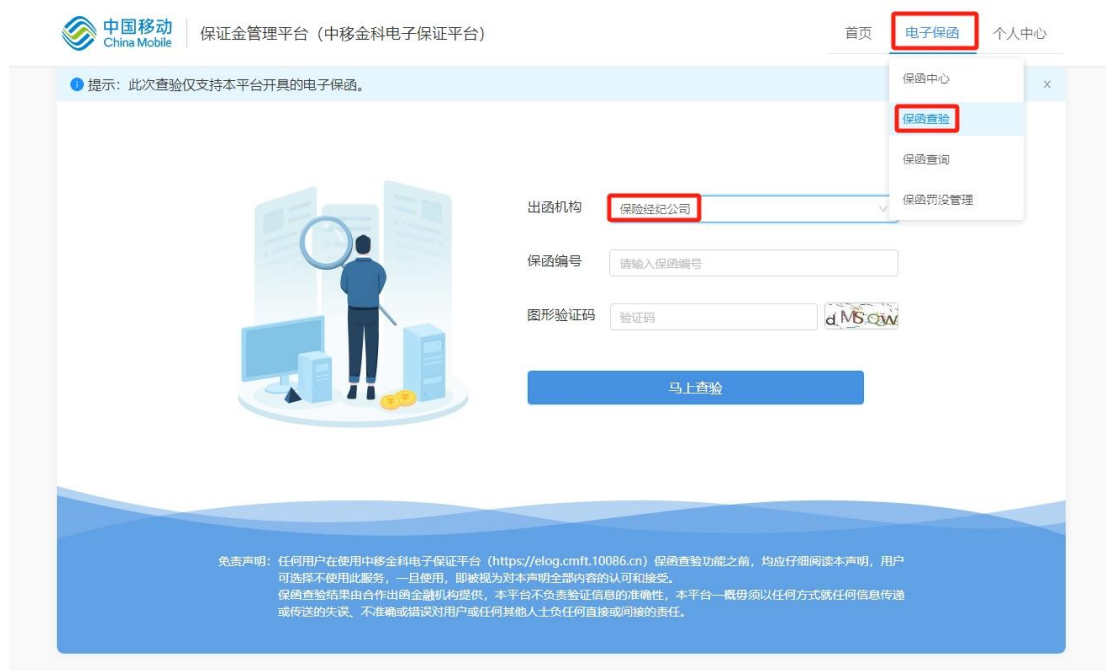 中国移动
China Mobile
保证金管理平台（中移金科电子保证平台）
首页
电子保函
个人中心
提示：此次查验仅支持本平台开具的电子保函。
x
保函中心
保函查验
保函查询
保函罚没管理
出函机构
保险经纪公司
保函编号
请输入保函编号
图形验证码
验证码
dMSQW
马上查验
免责声明：任何用户在使用中移金科电子保证平台（https://elog.cmft.10086.cn）保函查验功能之前，均应仔细阅读本声明，用户
可选择不使用此服务，一旦使用，即被视为对本声明全部内容的认可和接受。
保函查验结果由合作出函金融机构提供，本平台不负责验证信息的准确性，本平台一概毋须以任何方式就任何信息传递
或传送的失误、不准确或错误对用户或任何其他人士负任何直接或间接的责任。